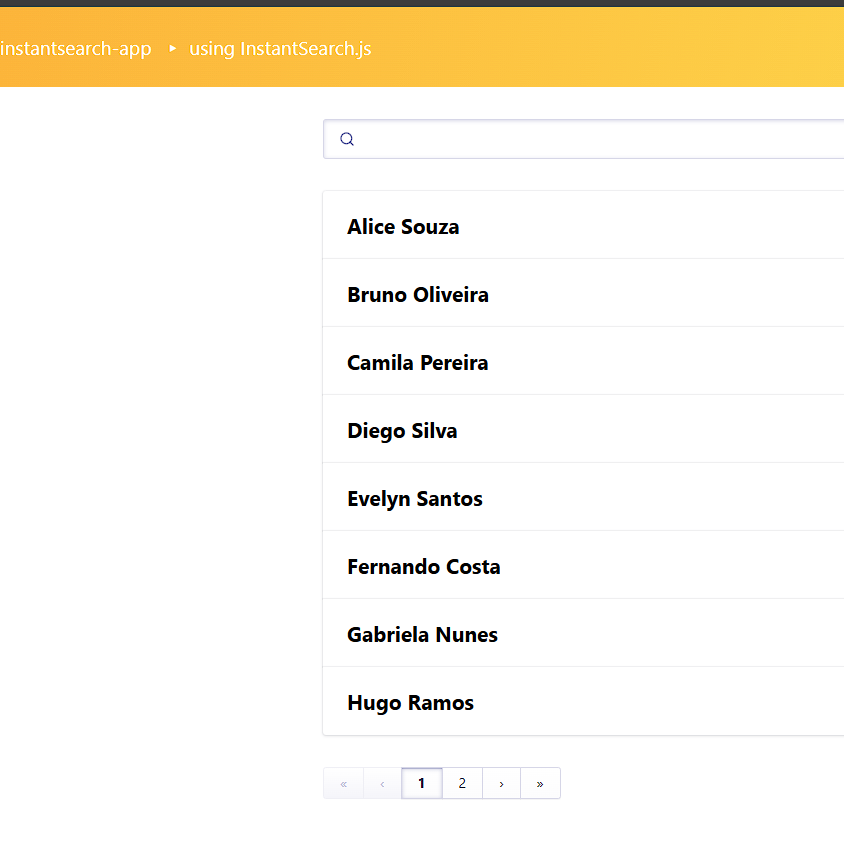 instantsearch-app ‣ using InstantSearch.js
Alice Souza
Bruno Oliveira
Camila Pereira
Diego Silva
Evelyn Santos
Fernando Costa
Gabriela Nunes
Hugo Ramos
« ‹ 1 2 › »